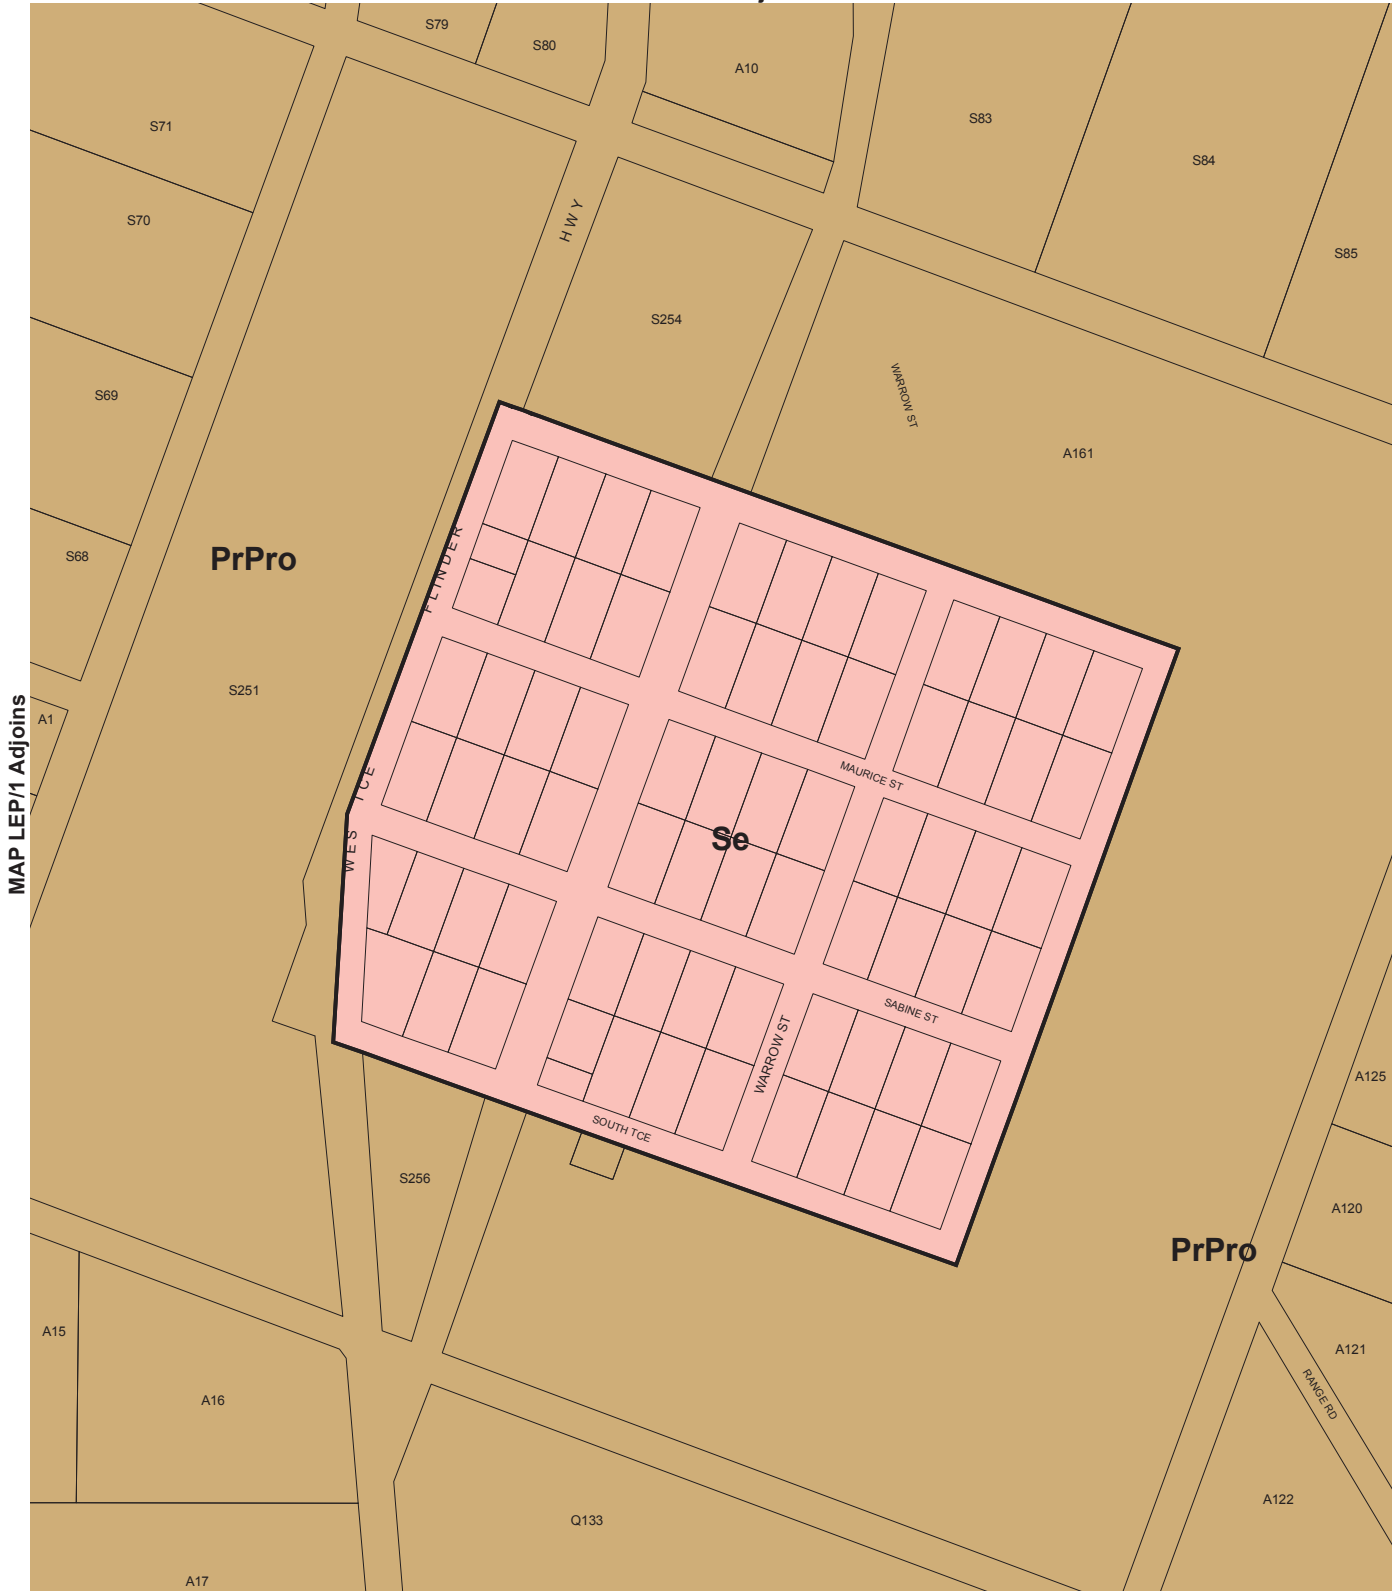 S79
S80
A10
S83
S84
S85
S71
S70
HWY
S254
S69
WARROW ST
A161
S68
PrPro
FLINDER
S251
A1
MAP LEP/1 Adjoins
MAURICE ST
TCE
WES
Se
SABINE ST
WARROW ST
SOUTH TCE
S256
A125
A120
PrPro
A15
A16
A121
RANGE RD
A122
Q133
A17